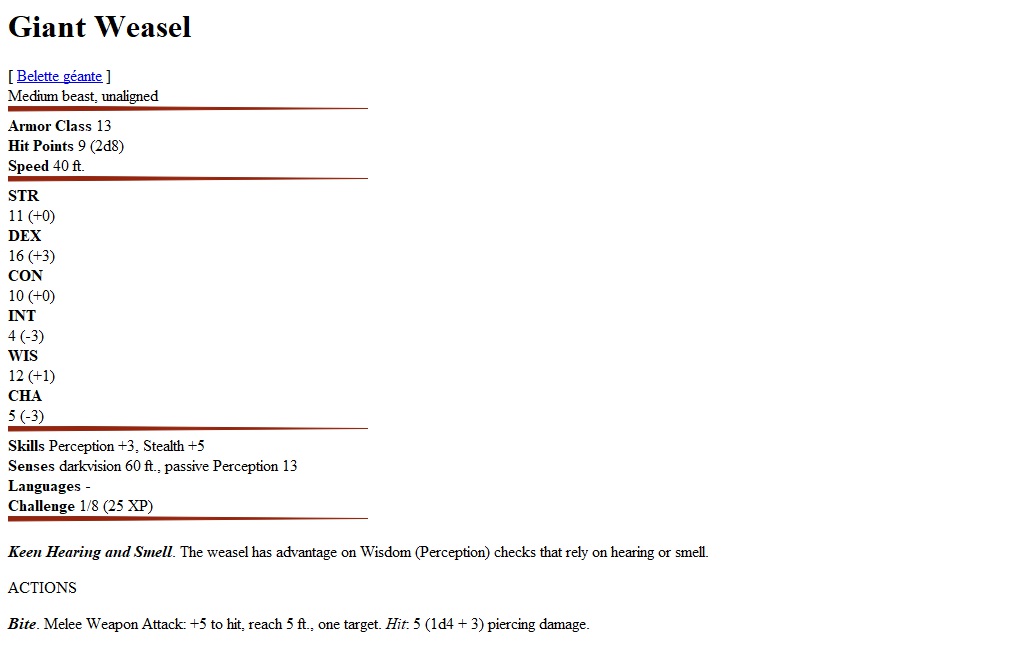 Giant Weasel
[ Belette géante ]
Medium beast, unaligned
Armor Class 13
Hit Points 9 (2d8)
Speed 40 ft.
STR
11 (+0)
DEX
16 (+3)
CON
10 (+0)
INT
4 (-3)
WIS
12 (+1)
CHA
5 (-3)
Skills Perception +3, Stealth +5
Senses darkvision 60 ft., passive Perception 13
Languages -
Challenge 1/8 (25 XP)
Keen Hearing and Smell. The weasel has advantage on Wisdom (Perception) checks that rely on hearing or smell.
ACTIONS
Bite. Melee Weapon Attack: +5 to hit, reach 5 ft., one target. Hit: 5 (1d4 + 3) piercing damage.